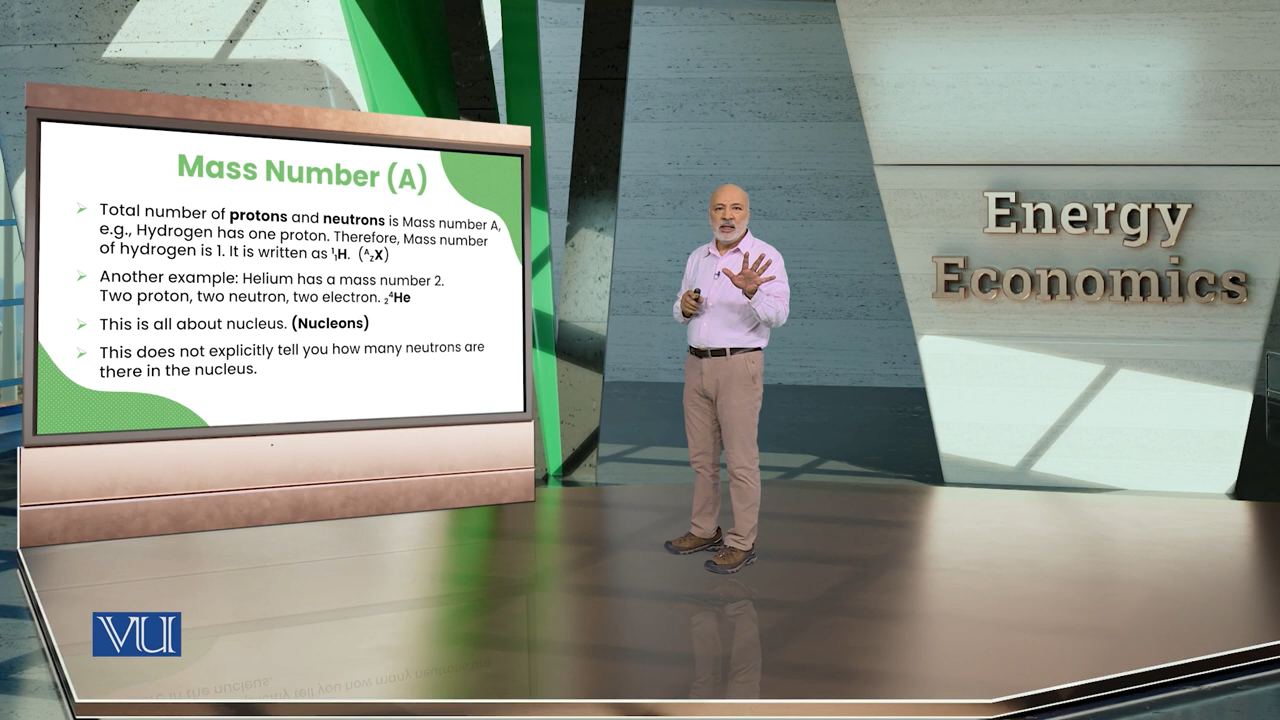 Mass Number (A)
Total number of protons and neutrons is Mass number A,
e.g., Hydrogen has one proton. Therefore, Mass number
of hydrogen is 1. It is written as ¹₁H. (ᴬzX)
Another example: Helium has a mass number 2.
Two proton, two neutron, two electron. ₂⁴He
This is all about nucleus. (Nucleons)
This does not explicitly tell you how many neutrons are
there in the nucleus.
Energy
Economics
VU